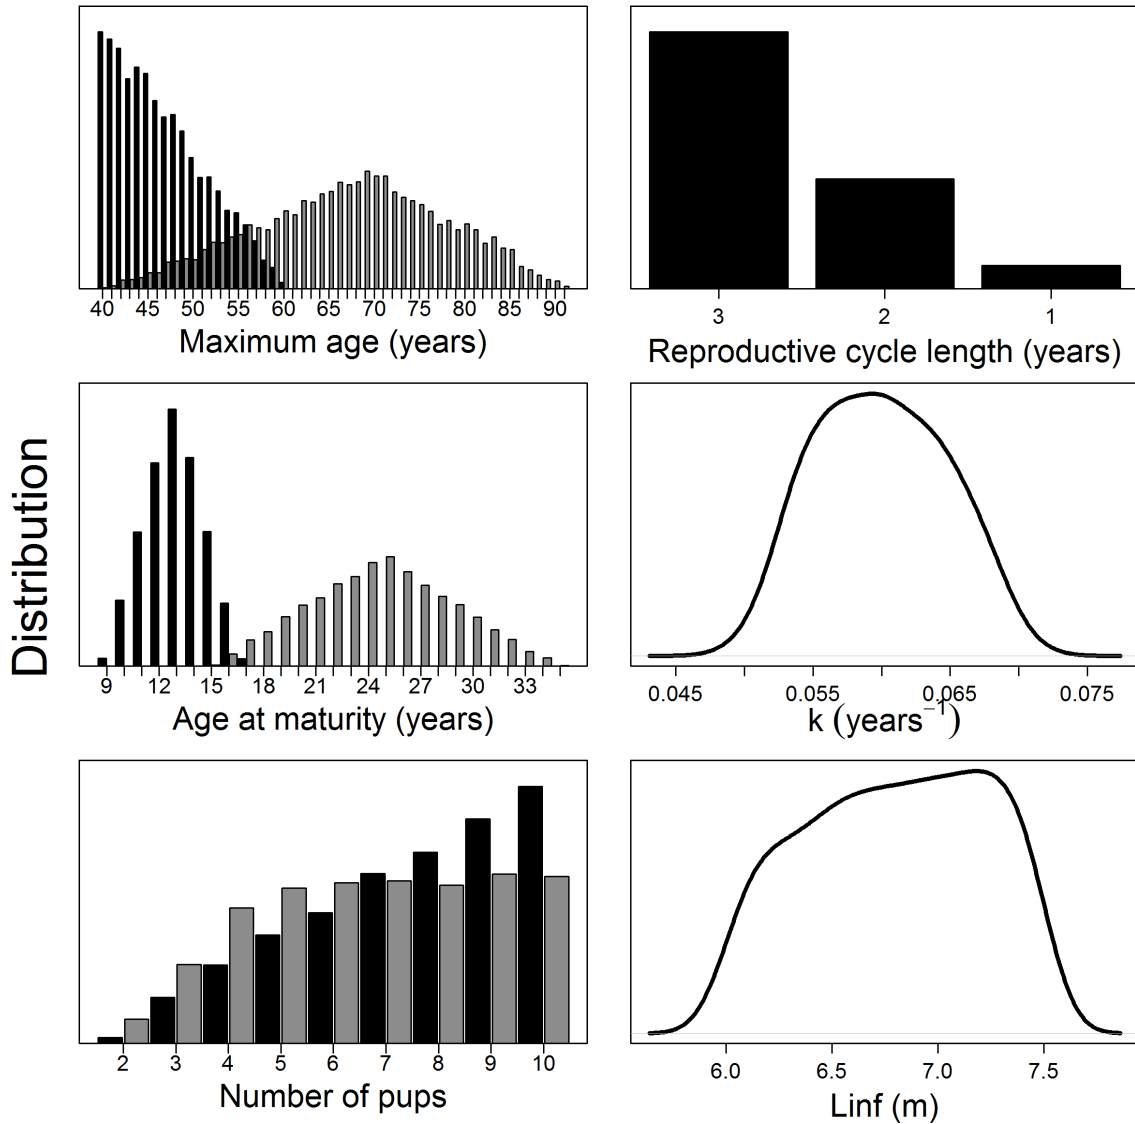 Distribution
40 45 50 55 60 65 70 75 80 85 90
Maximum age (years)
3 2 1
Reproductive cycle length (years)
9 12 15 18 21 24 27 30 33
Age at maturity (years)
0.045 0.055 0.065 0.075
k (years⁻¹)
2 3 4 5 6 7 8 9 10
Number of pups
6.0 6.5 7.0 7.5
Linf (m)